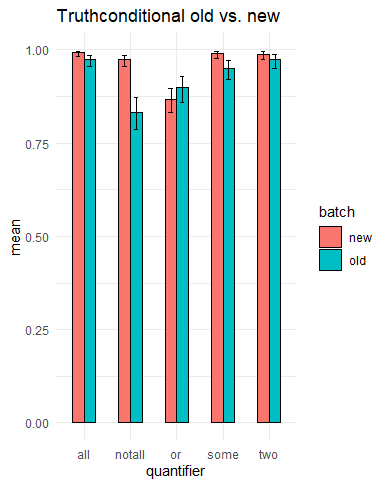 Truthconditional old vs. new
1.00
0.75
0.50
0.25
0.00
mean
all notall or some two
quantifier
batch
new
old